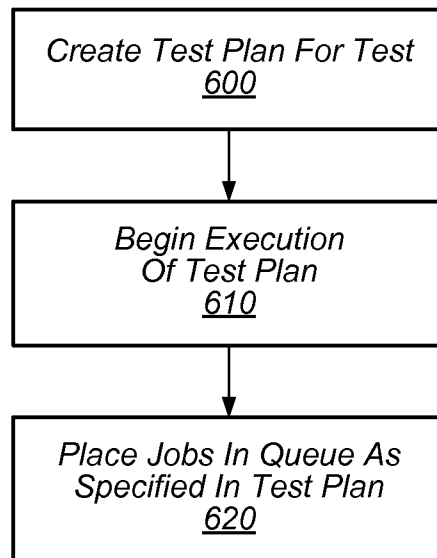 Create Test Plan For Test
600
Begin Execution
Of Test Plan
610
Place Jobs In Queue As
Specified In Test Plan
620